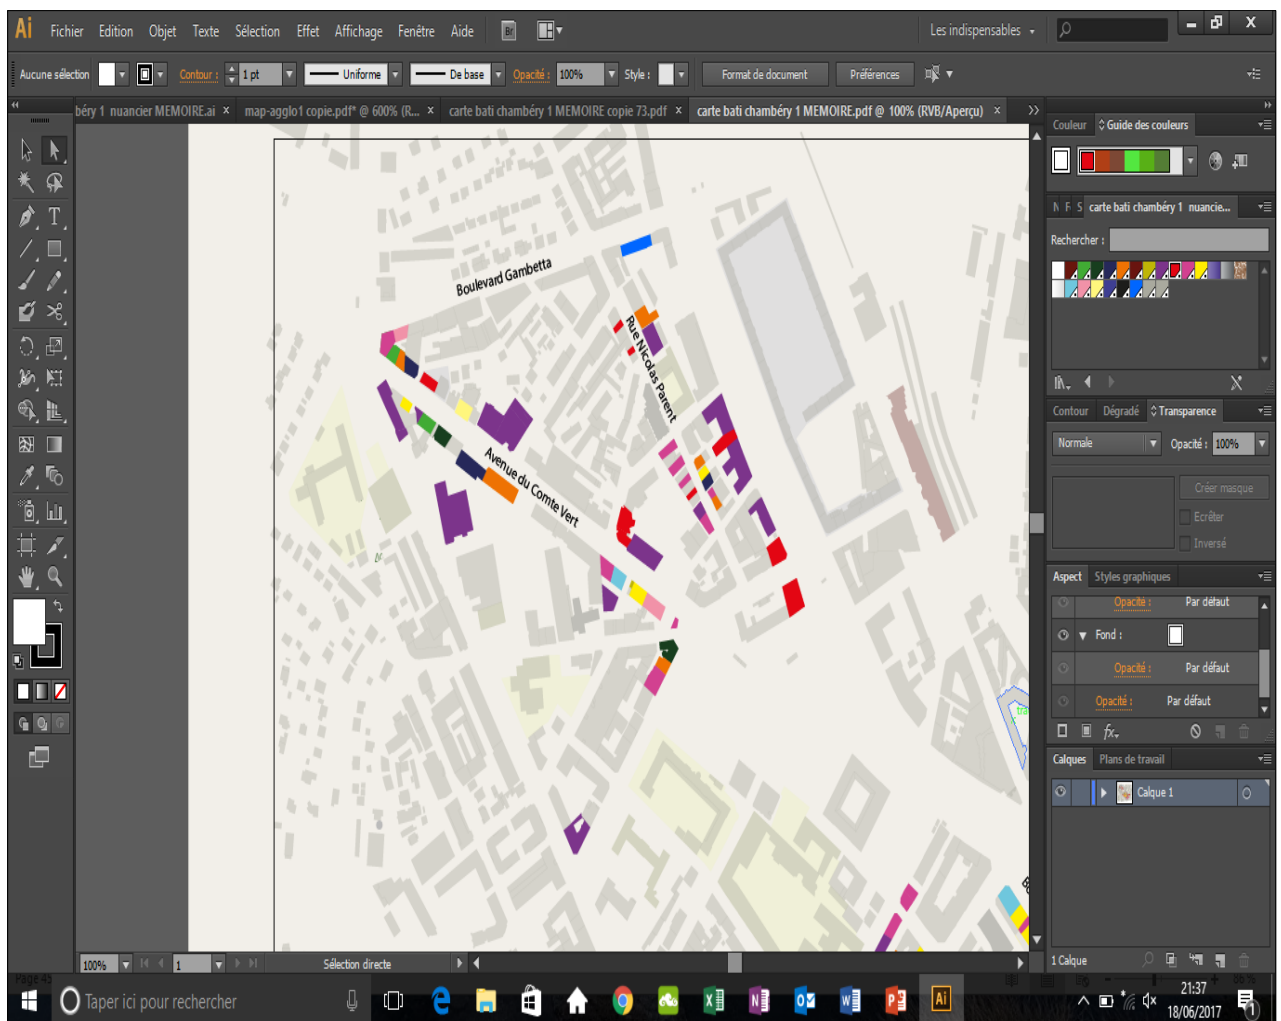 Ai Fichier Edition Objet Texte Sélection Effet Affichage Fenêtre Aide Br Les indispensables
Aucune sélection Contour : 1 pt Uniforme De base Opacité : 100% Style : Format de document Préférences
béry 1 nuancier MEMOIRE.ai × map-agglo1 copie.pdf* @ 600% (R... × carte bati chambéry 1 MEMOIRE copie 73.pdf × carte bati chambéry 1 MEMOIRE.pdf @ 100% (RVB/Aperçu) ×
Couleur Guide des couleurs
N F S carte bati chambéry 1 nuancie...
Rechercher :
Boulevard Gambetta
Rue Nicolas Parent
Avenue du Comte Vert
Contour Dégradé Transparence
Normale Opacité : 100%
Créer masque
Ecrêter
Inversé
Aspect Styles graphiques
Opacité : Par défaut
Fond :
Opacité : Par défaut
Opacité : Par défaut
fx
Calques Plans de travail
Calque 1
tra
1 Calque
100% 1 Sélection directe
Taper ici pour rechercher
Ai
21:37
18/06/2017
1